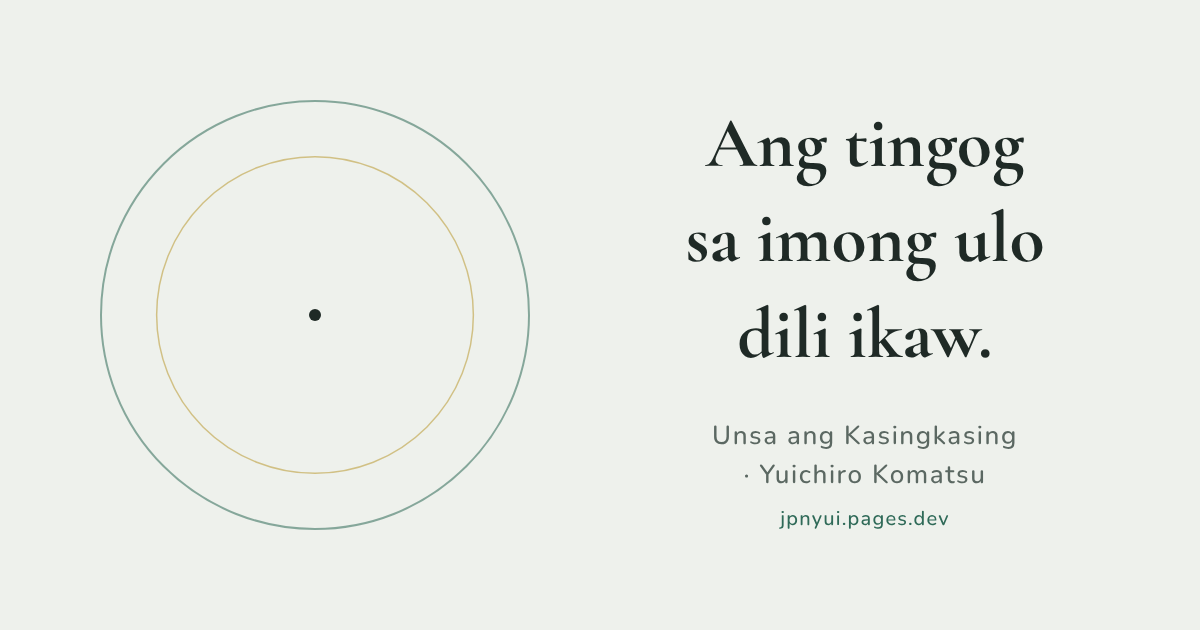 Ang tingog
sa imong ulo
dili ikaw.
Unsa ang Kasingkasing
· Yuichiro Komatsu
jpnyui.pages.dev